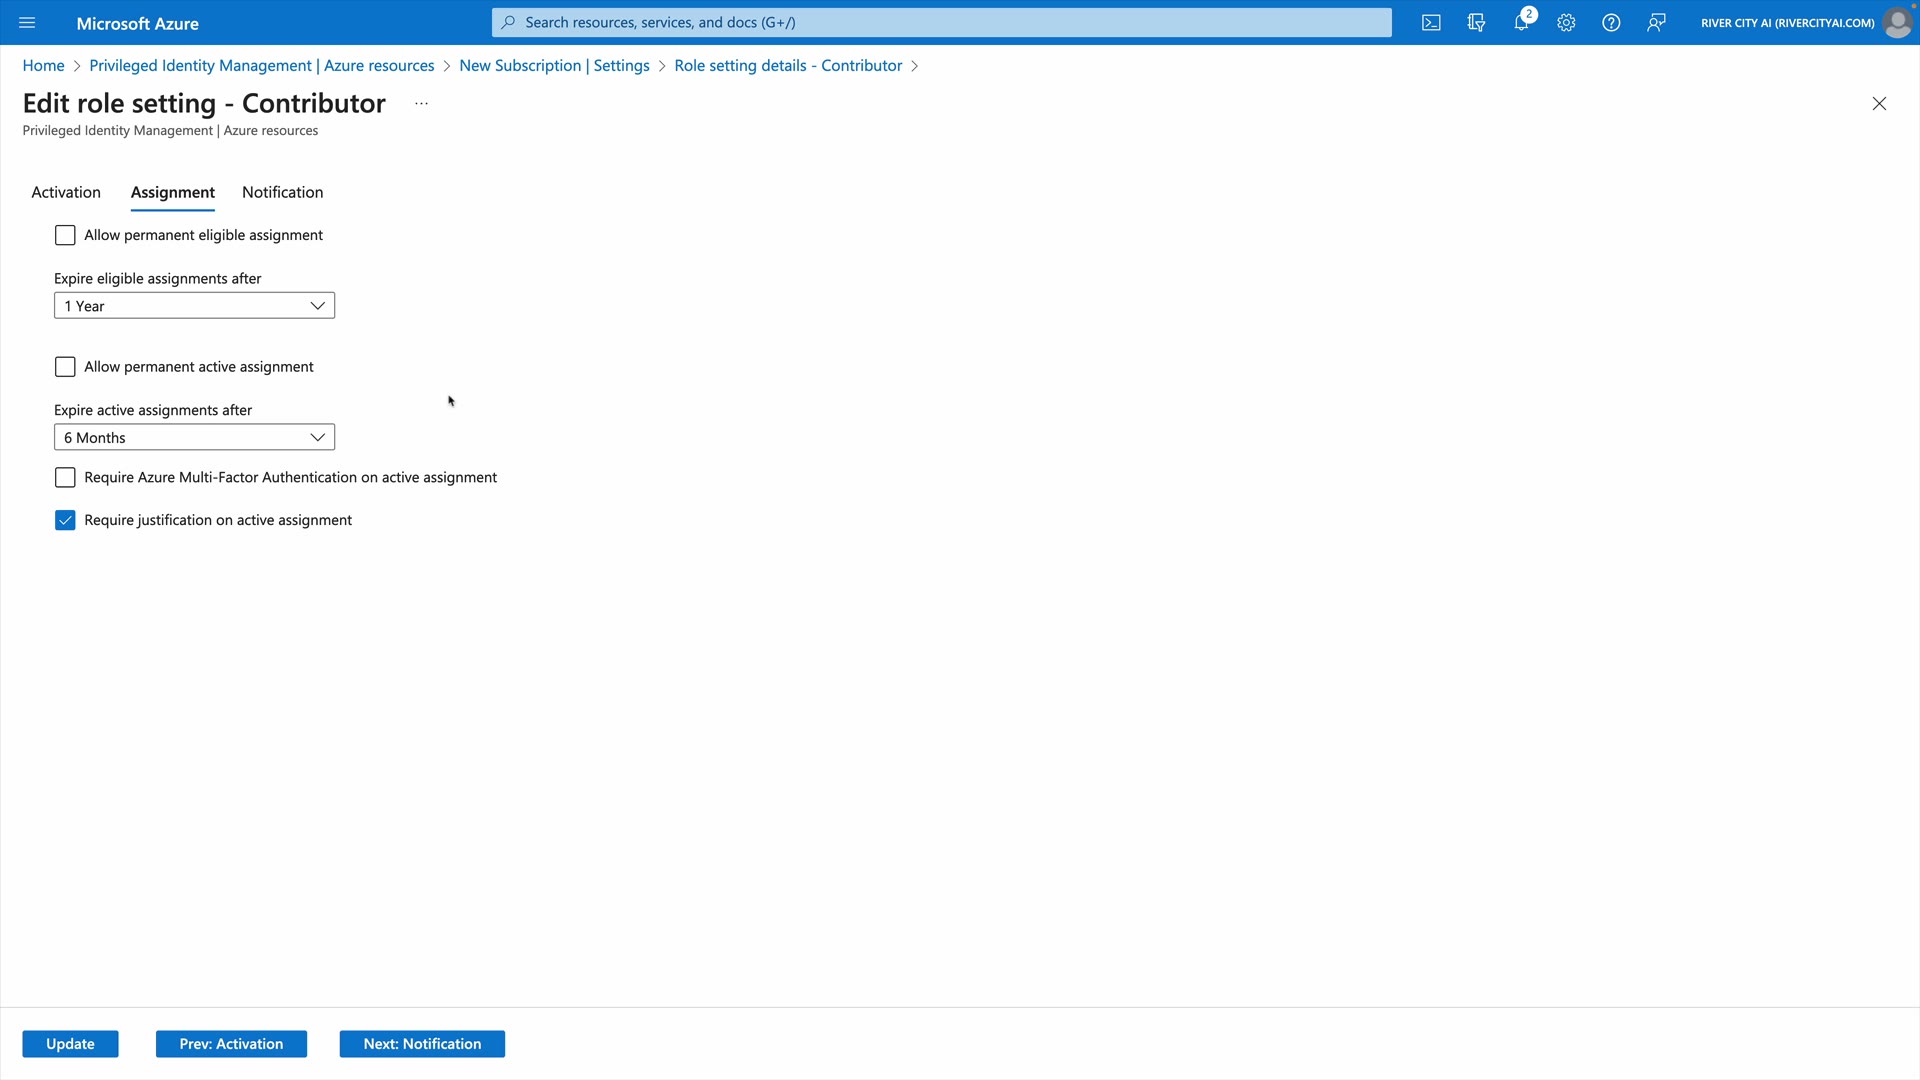 Microsoft Azure
Search resources, services, and docs (G+/)
2
RIVER CITY AI (RIVERCITYAI.COM)
Home > Privileged Identity Management | Azure resources > New Subscription | Settings > Role setting details - Contributor >
Edit role setting - Contributor ...
Privileged Identity Management | Azure resources
Activation Assignment Notification
Allow permanent eligible assignment
Expire eligible assignments after
1 Year
Allow permanent active assignment
Expire active assignments after
6 Months
Require Azure Multi-Factor Authentication on active assignment
Require justification on active assignment
Update Prev: Activation Next: Notification